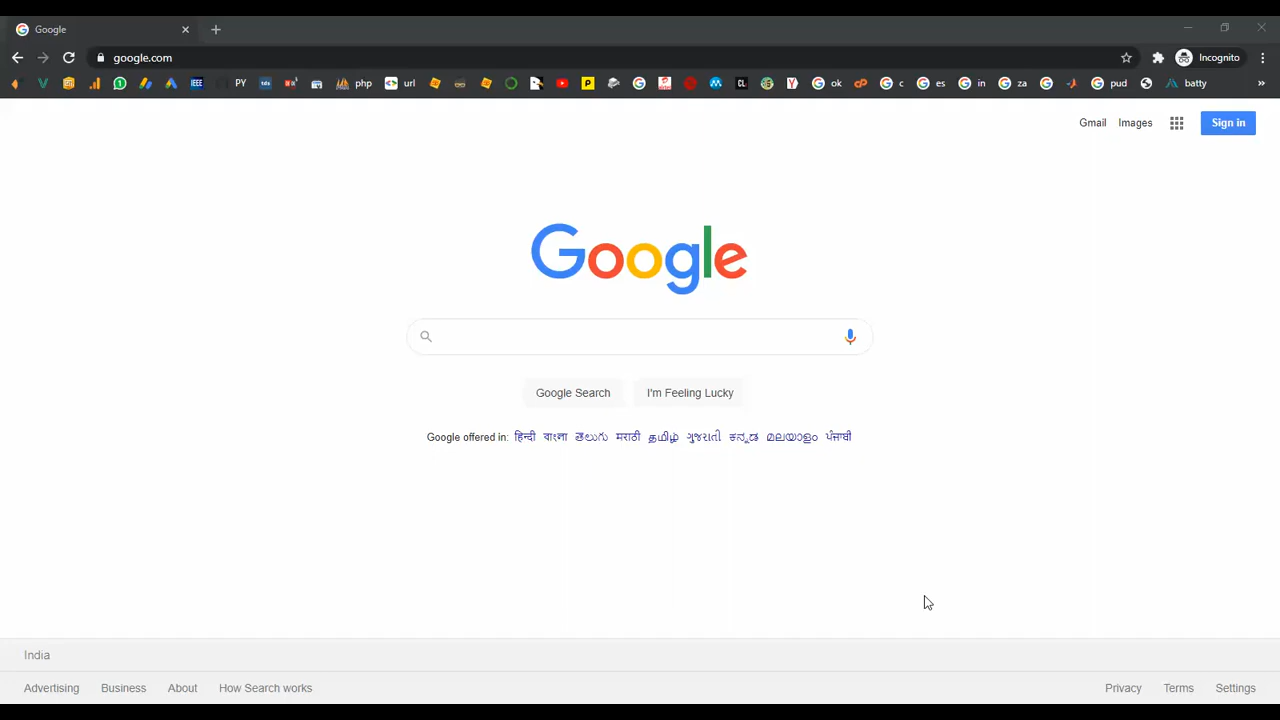 Google
google.com
Incognito
IEEE PY tds php url ok c es in za pud batty
Gmail Images Sign in
Google
Google Search I'm Feeling Lucky
Google offered in: हिन्दी বাংলা తెలుగు मराठी தமிழ் ગુજરાતી ಕನ್ನಡ മലയാളം ਪੰਜਾਬੀ
India
Advertising Business About How Search works
Privacy Terms Settings